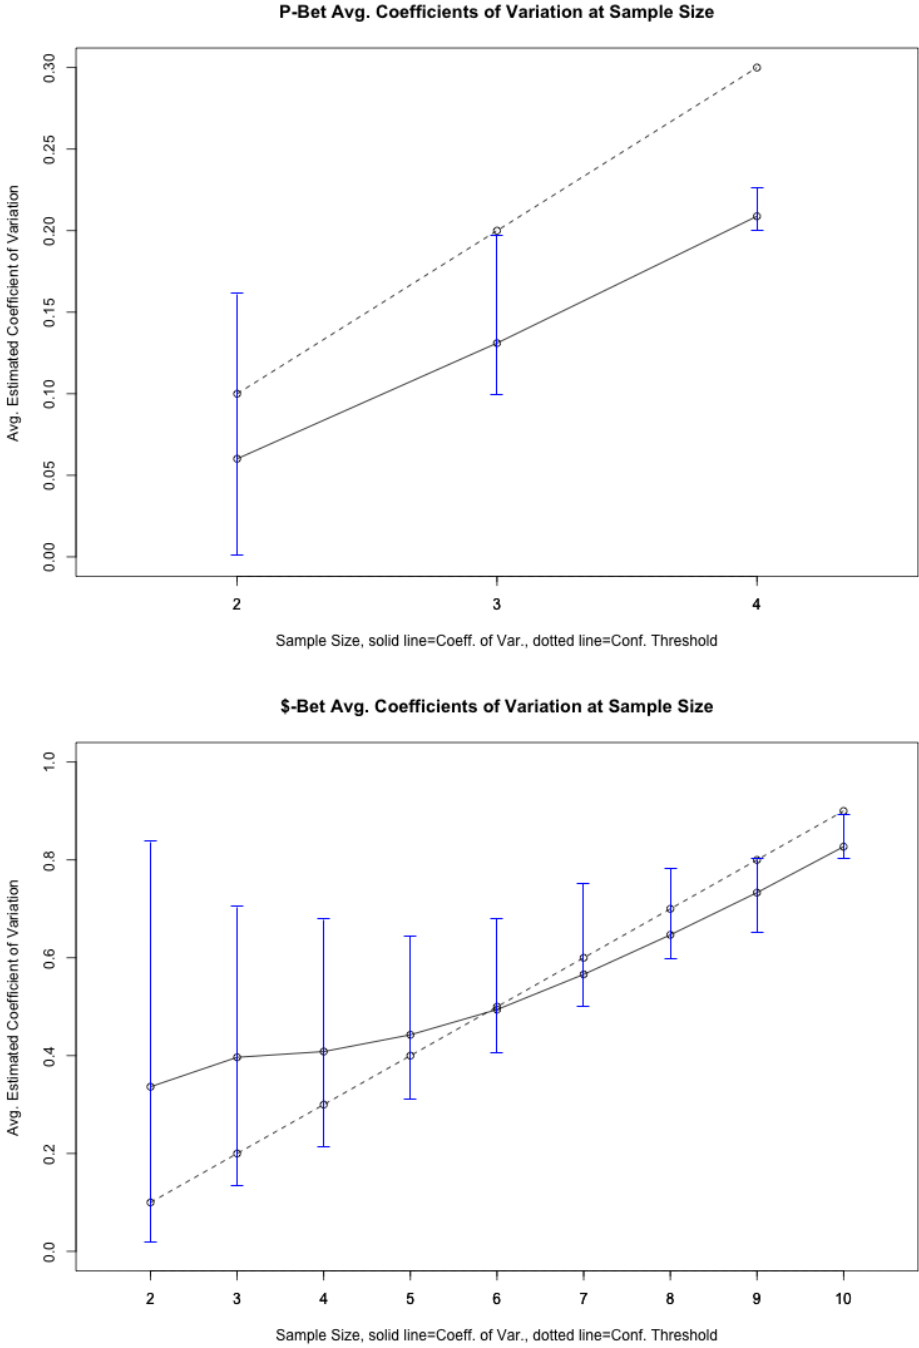 P-Bet Avg. Coefficients of Variation at Sample Size
Avg. Estimated Coefficient of Variation
0.30
0.25
0.20
0.15
0.10
0.05
0.00
2 3 4
Sample Size, solid line=Coeff. of Var., dotted line=Conf. Threshold
$-Bet Avg. Coefficients of Variation at Sample Size
Avg. Estimated Coefficient of Variation
1.0
0.8
0.6
0.4
0.2
0.0
2 3 4 5 6 7 8 9 10
Sample Size, solid line=Coeff. of Var., dotted line=Conf. Threshold